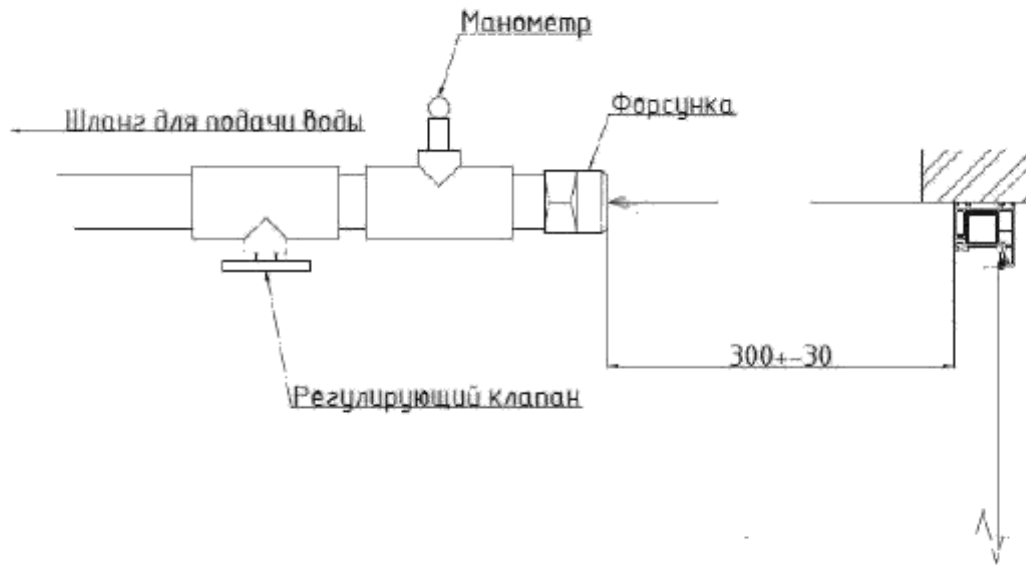 Манометр
Форсунка
Шланг для подачи воды
300+-30
Регулирующий клапан